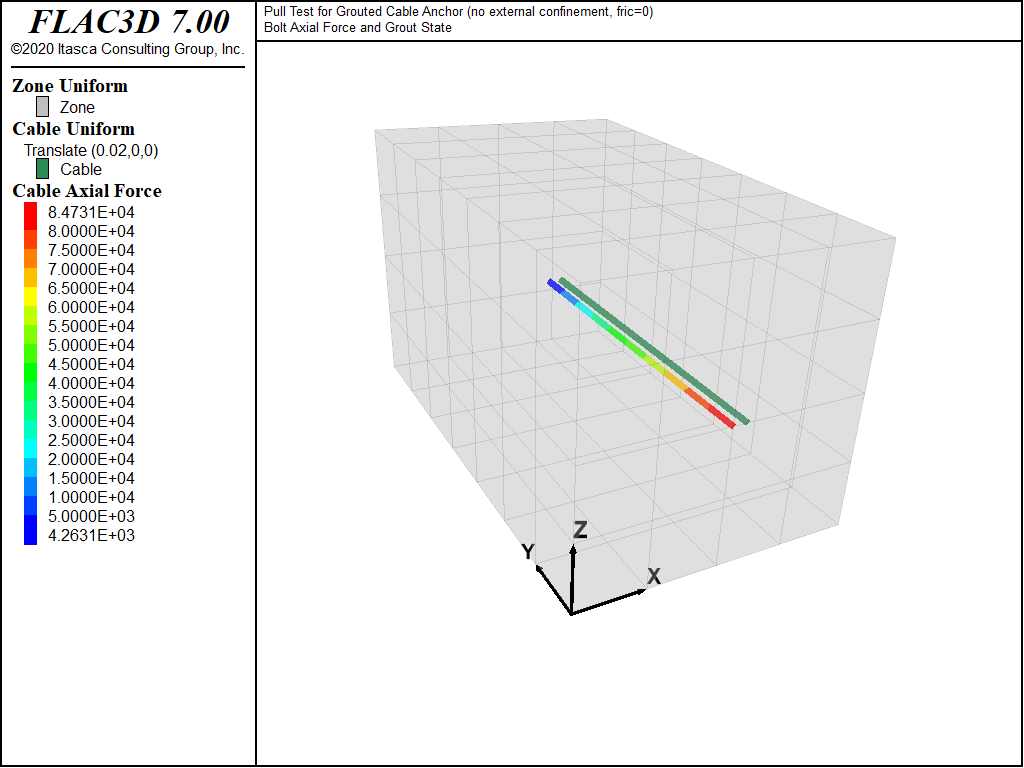 FLAC3D 7.00
©2020 Itasca Consulting Group, Inc.
Zone Uniform
Zone
Cable Uniform
Translate (0.02,0,0)
Cable
Cable Axial Force
8.4731E+04
8.0000E+04
7.5000E+04
7.0000E+04
6.5000E+04
6.0000E+04
5.5000E+04
5.0000E+04
4.5000E+04
4.0000E+04
3.5000E+04
3.0000E+04
2.5000E+04
2.0000E+04
1.5000E+04
1.0000E+04
5.0000E+03
4.2631E+03
Pull Test for Grouted Cable Anchor (no external confinement, fric=0)
Bolt Axial Force and Grout State
Z
Y
X